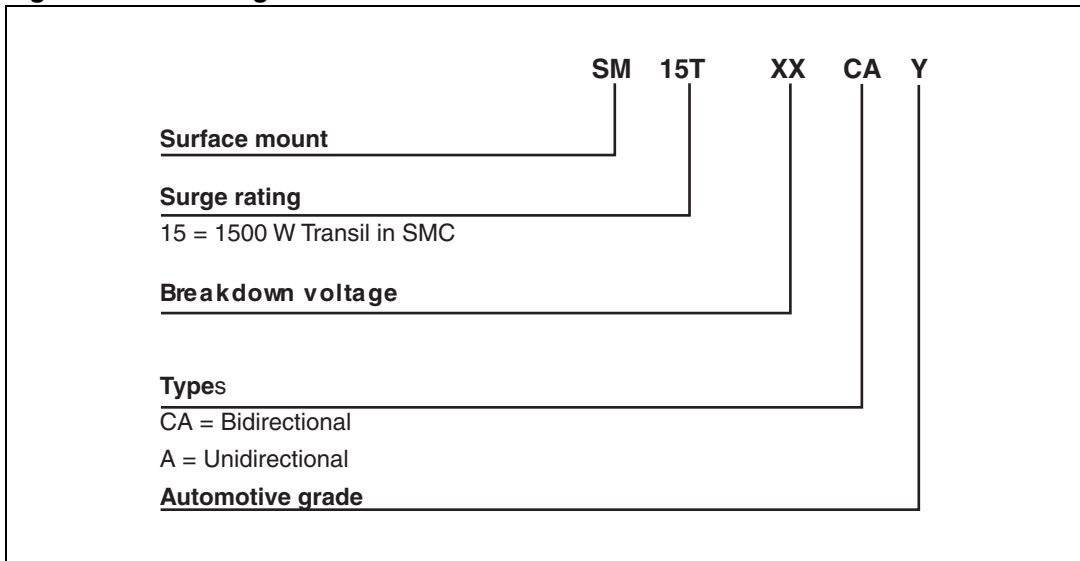 SM 15T XX CA Y
Surface mount
Surge rating
15 = 1500 W Transil in SMC
Breakdown voltage
Types
CA = Bidirectional
A = Unidirectional
Automotive grade